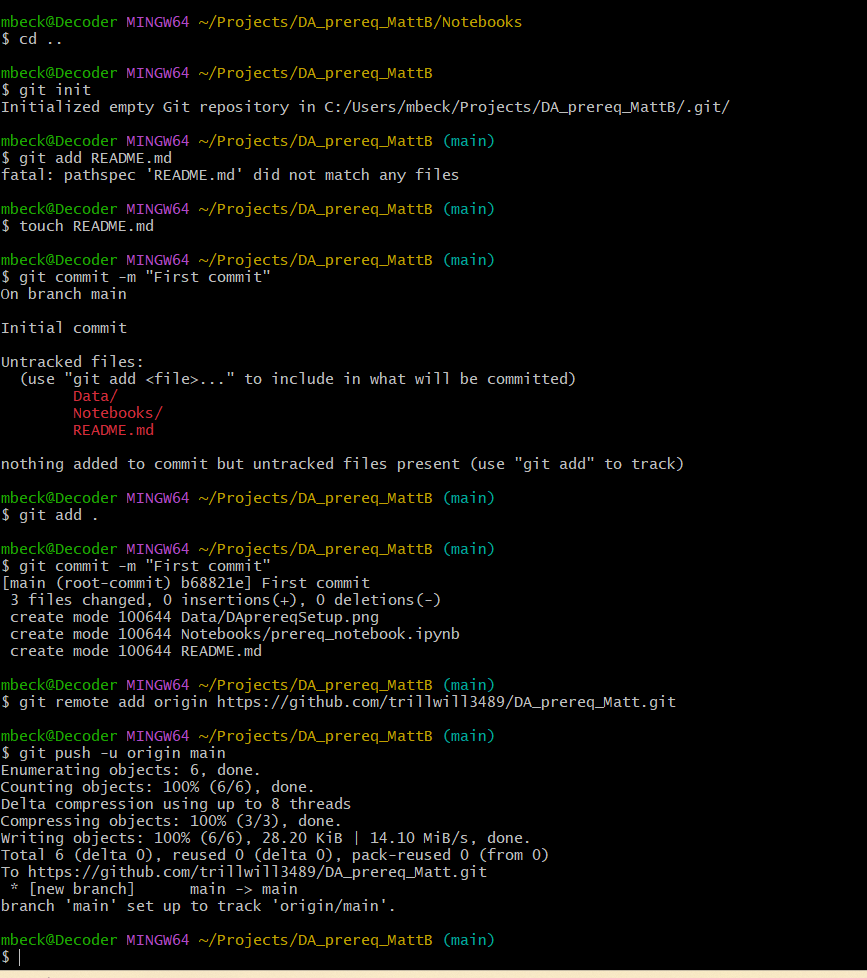 mbeck@Decoder MINGW64 ~/Projects/DA_prereq_MattB/Notebooks
$ cd ..
mbeck@Decoder MINGW64 ~/Projects/DA_prereq_MattB
$ git init
Initialized empty Git repository in C:/Users/mbeck/Projects/DA_prereq_MattB/.git/
mbeck@Decoder MINGW64 ~/Projects/DA_prereq_MattB (main)
$ git add README.md
fatal: pathspec 'README.md' did not match any files
mbeck@Decoder MINGW64 ~/Projects/DA_prereq_MattB (main)
$ touch README.md
mbeck@Decoder MINGW64 ~/Projects/DA_prereq_MattB (main)
$ git commit -m "First commit"
On branch main
Initial commit
Untracked files:
  (use "git add <file>..." to include in what will be committed)
        Data/
        Notebooks/
        README.md
nothing added to commit but untracked files present (use "git add" to track)
mbeck@Decoder MINGW64 ~/Projects/DA_prereq_MattB (main)
$ git add .
mbeck@Decoder MINGW64 ~/Projects/DA_prereq_MattB (main)
$ git commit -m "First commit"
[main (root-commit) b68821e] First commit
 3 files changed, 0 insertions(+), 0 deletions(-)
 create mode 100644 Data/DAprereqSetup.png
 create mode 100644 Notebooks/prereq_notebook.ipynb
 create mode 100644 README.md
mbeck@Decoder MINGW64 ~/Projects/DA_prereq_MattB (main)
$ git remote add origin https://github.com/trillwill3489/DA_prereq_Matt.git
mbeck@Decoder MINGW64 ~/Projects/DA_prereq_MattB (main)
$ git push -u origin main
Enumerating objects: 6, done.
Counting objects: 100% (6/6), done.
Delta compression using up to 8 threads
Compressing objects: 100% (3/3), done.
Writing objects: 100% (6/6), 28.20 KiB | 14.10 MiB/s, done.
Total 6 (delta 0), reused 0 (delta 0), pack-reused 0 (from 0)
To https://github.com/trillwill3489/DA_prereq_Matt.git
 * [new branch]      main -> main
branch 'main' set up to track 'origin/main'.
mbeck@Decoder MINGW64 ~/Projects/DA_prereq_MattB (main)
$